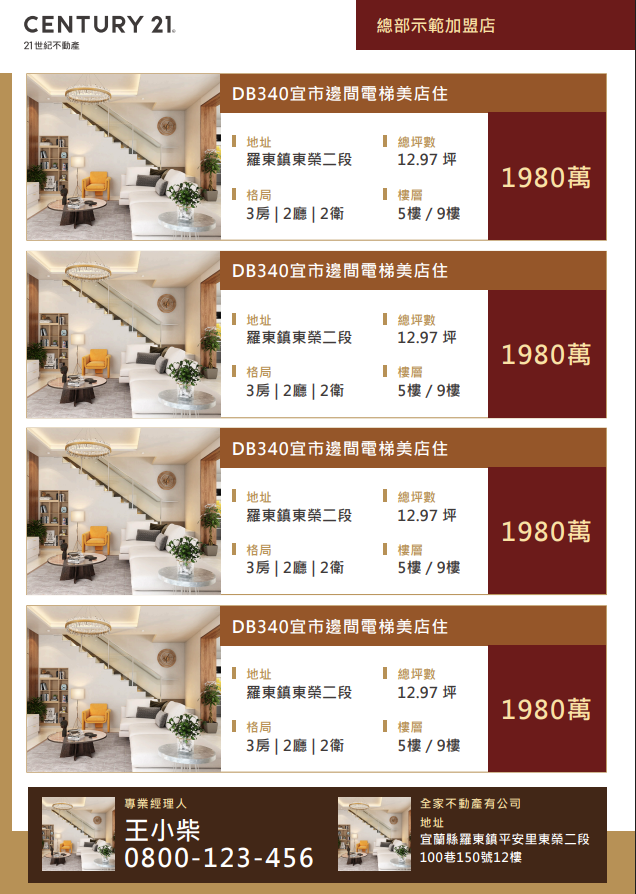 CENTURY 21®
21世紀不動產
總部示範加盟店
DB340宜市邊間電梯美店住
地址
總坪數
羅東鎮東榮二段
12.97 坪
格局
樓層
3房 | 2廳 | 2衛
5樓 / 9樓
1980萬
DB340宜市邊間電梯美店住
地址
總坪數
羅東鎮東榮二段
12.97 坪
格局
樓層
3房 | 2廳 | 2衛
5樓 / 9樓
1980萬
DB340宜市邊間電梯美店住
地址
總坪數
羅東鎮東榮二段
12.97 坪
格局
樓層
3房 | 2廳 | 2衛
5樓 / 9樓
1980萬
DB340宜市邊間電梯美店住
地址
總坪數
羅東鎮東榮二段
12.97 坪
格局
樓層
3房 | 2廳 | 2衛
5樓 / 9樓
1980萬
專業經理人
王小柴
0800-123-456
全家不動產有公司
地址
宜蘭縣羅東鎮平安里東榮二段
100巷150號12樓